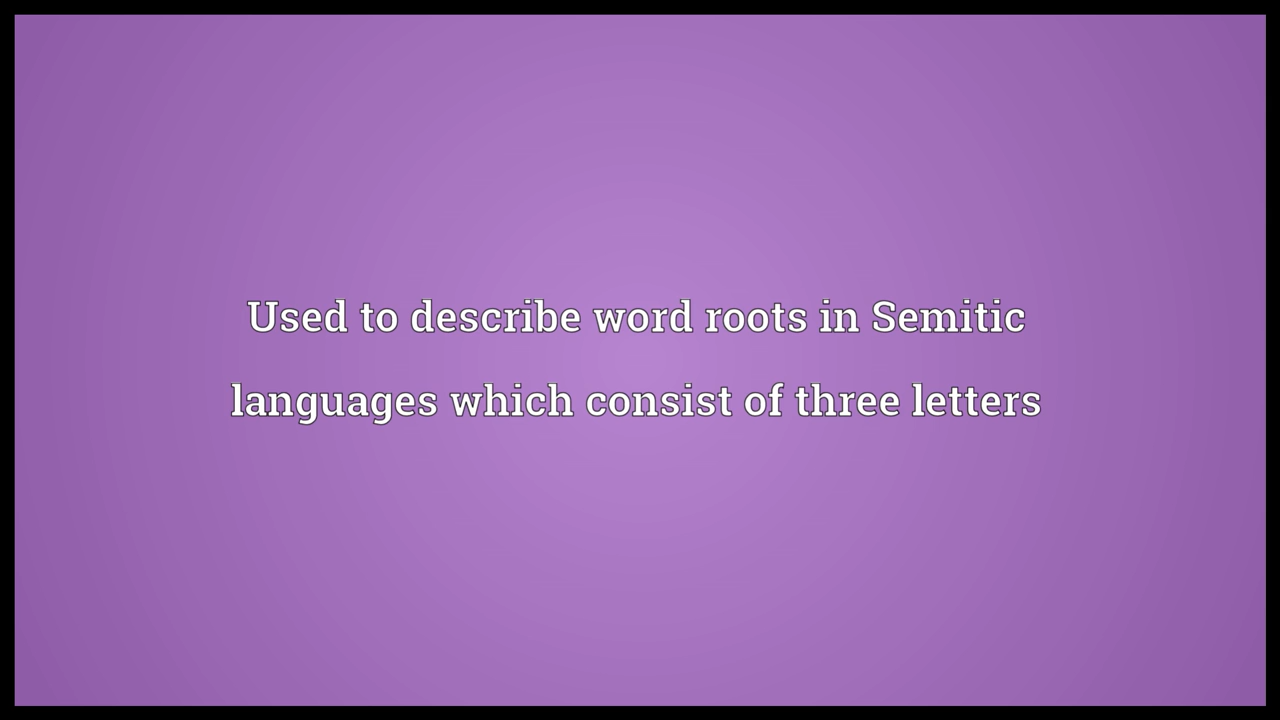 Used to describe word roots in Semitic
languages which consist of three letters